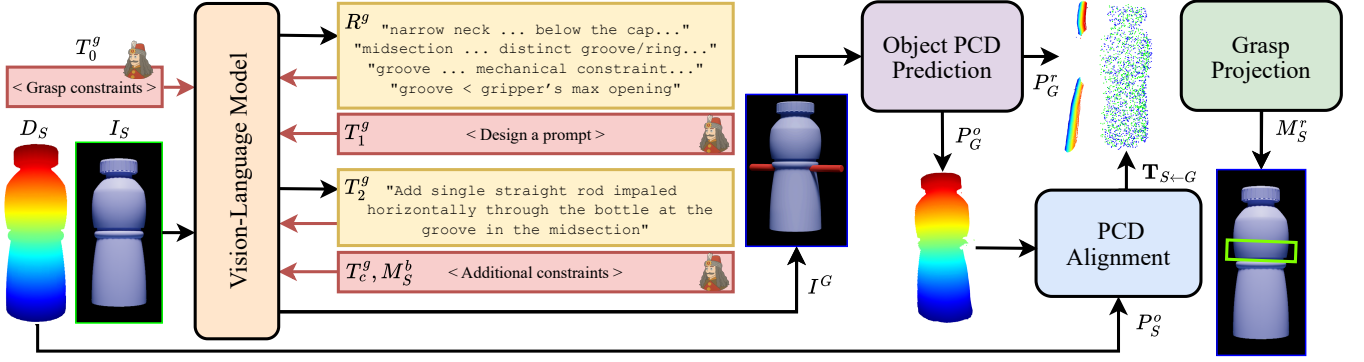 T_0^g
< Grasp constraints >
D_S
I_S
Vision-Language Model
R^g
"narrow neck ... below the cap..."
"midsection ... distinct groove/ring..."
"groove ... mechanical constraint..."
"groove < gripper's max opening"
T_1^g < Design a prompt >
T_2^g "Add single straight rod impaled
horizontally through the bottle at the
groove in the midsection"
T_c^g, M_S^b < Additional constraints >
I^G
Object PCD
Prediction
P_G^r
P_G^o
T_{S←G}
PCD
Alignment
P_S^o
Grasp
Projection
M_S^r